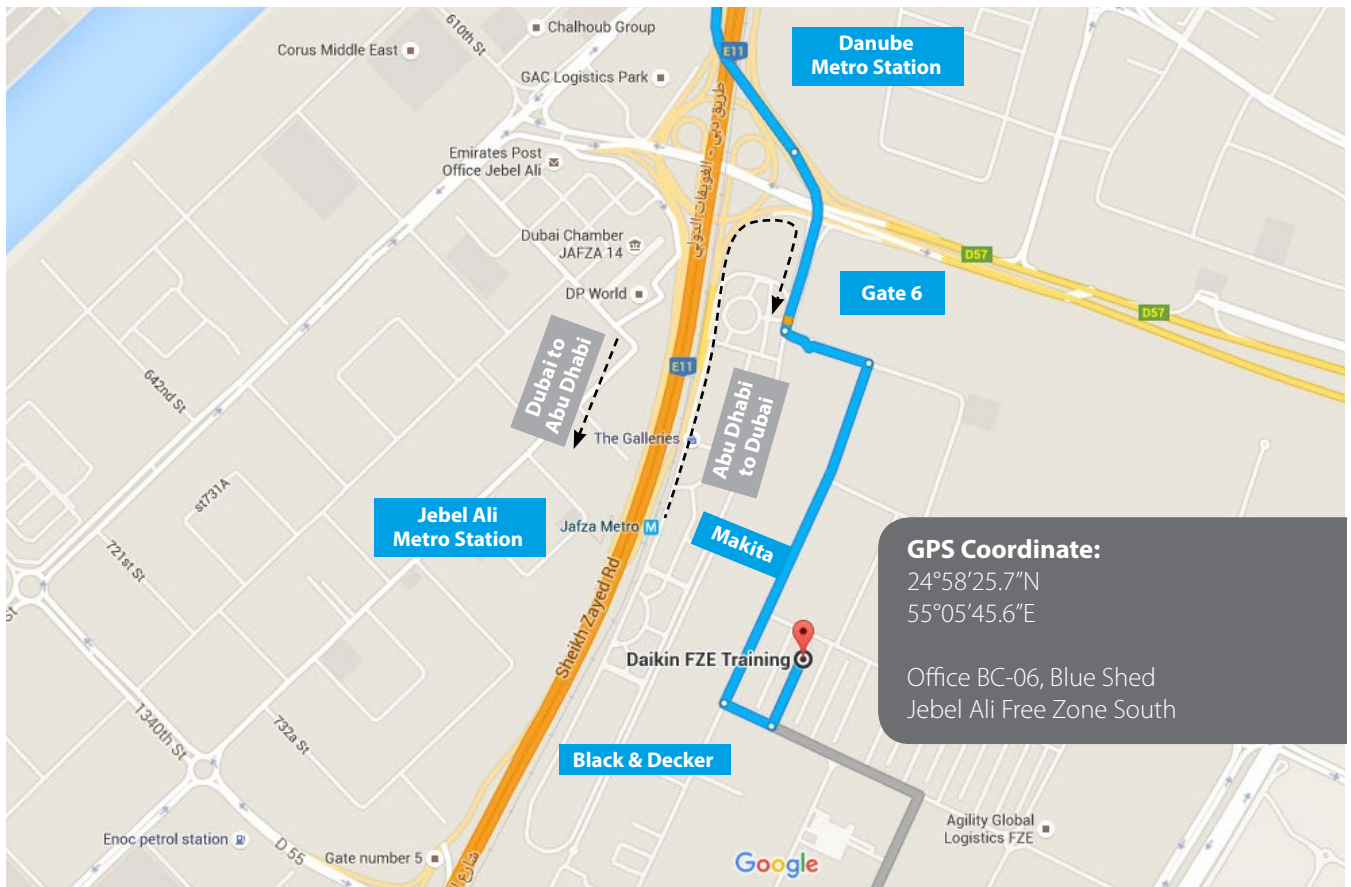 Danube
Metro Station
610th St
Chalhoub Group
Corus Middle East
E11
GAC Logistics Park
طريق دبي - الغويفات الدولي
Emirates Post
Office Jebel Ali
Dubai Chamber
JAFZA 14
D57
DP World
Gate 6
D57
Dubai to
Abu Dhabi
E11
642nd St
Abu Dhabi
to Dubai
The Galleries
st731A
Jebel Ali
Metro Station
Jafza Metro
M
Makita
721st St
Sheikh Zayed Rd
GPS Coordinate:
24°58’25.7”N
55°05’45.6”E
Office BC-06, Blue Shed
Jebel Ali Free Zone South
Daikin FZE Training
1340th St
732a St
Black & Decker
Enoc petrol station
D 55
Gate number 5
Agility Global
Logistics FZE
Google